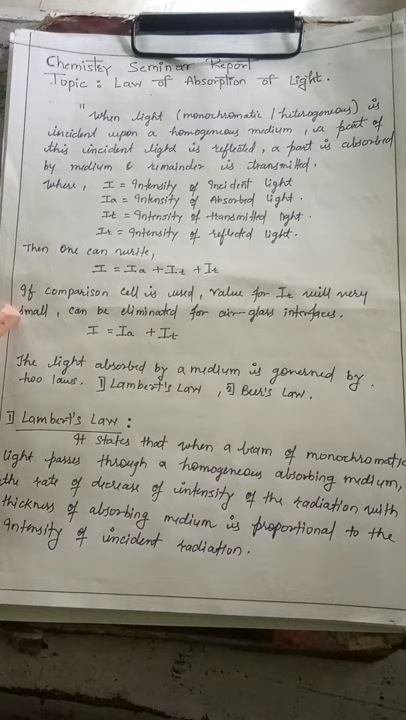 Chemistry Seminar Report
Topic : Law of Absorption of Light.
" When light (monochromatic / heterogenous) is
incident upon a homogeneous medium, a part of
this incident light is reflected, a part is absorbed
by medium & remainder is transmitted.
where, I = Intensity of Incident light
Ia = Intensity of Absorbed light.
It = Intensity of transmitted light.
Ir = Intensity of reflected light.
Then one can write,
I = Ia + It + Ir
If comparison cell is used, value for Ir will very
small, can be eliminated for air-glass interfaces.
I = Ia + It
The light absorbed by a medium is governed by
two laws. 1] Lambert's Law , 2] Beer's Law.
1] Lambert's Law :
It states that when a beam of monochromatic
light passes through a homogeneous absorbing medium,
the rate of decrease of intensity of the radiation with
thickness of absorbing medium is proportional to the
intensity of incident radiation.